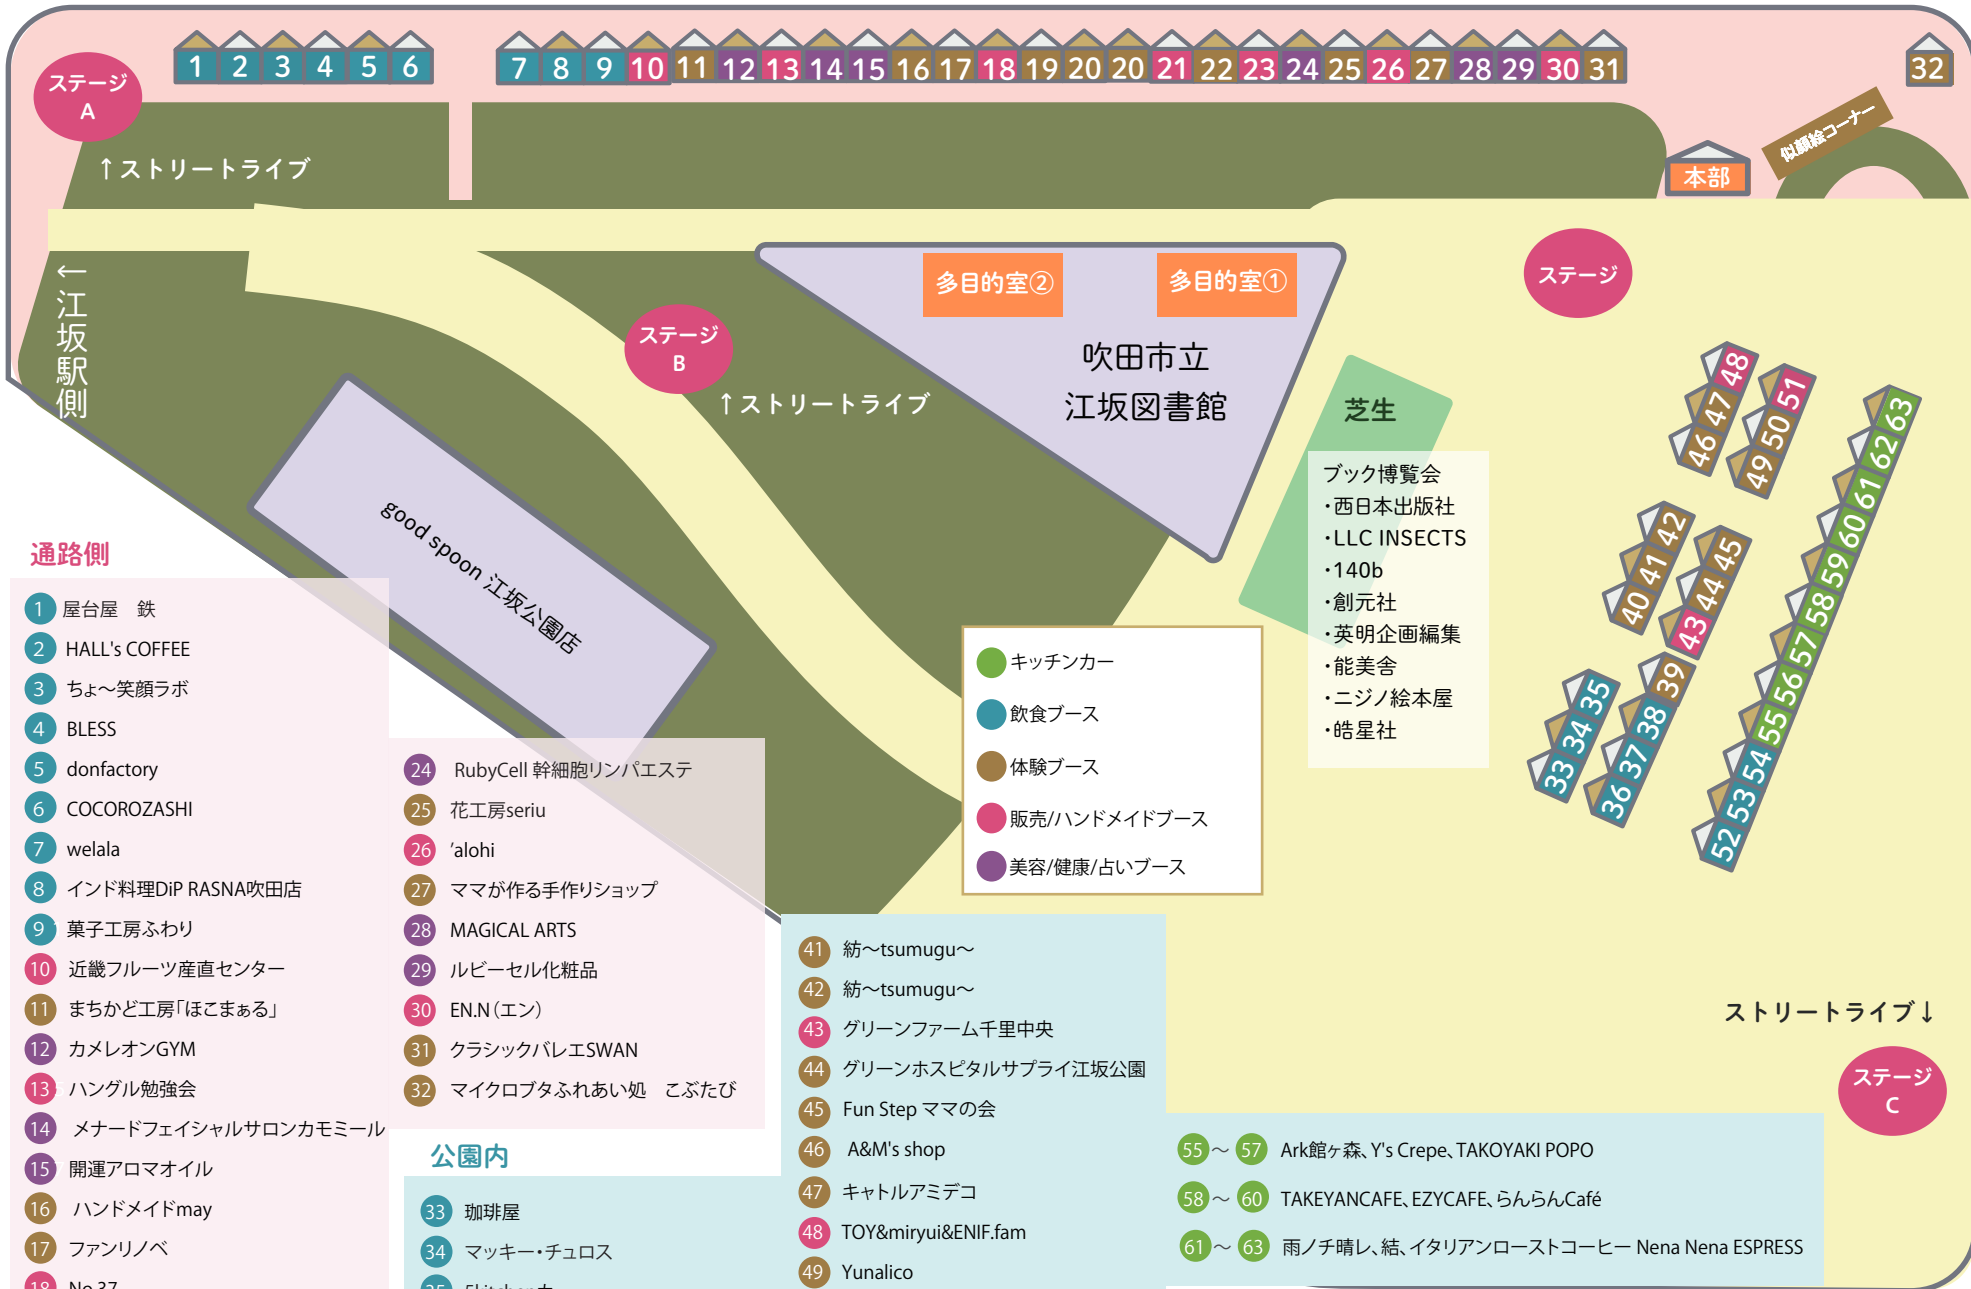 1 2 3 4 5 6
7 8 9 10 11 12 13 14 15 16 17 18 19 20 20 21 22 23 24 25 26 27 28 29 30 31
32
ステージ
A
↑ストリートライブ
似顔絵コーナー
本部
←江坂駅側
多目的室②
多目的室①
ステージ
ステージ
B
↑ストリートライブ
吹田市立
江坂図書館
芝生
ブック博覧会
・西日本出版社
・LLC INSECTS
・140b
・創元社
・英明企画編集
・能美舎
・ニジノ絵本屋
・皓星社
good spoon 江坂公園店
46 47 48
49 50 51
40 41 42
43 44 45
33 34 35
36 37 38 39
52 53 54 55 56 57 58 59 60 61 62 63
キッチンカー
飲食ブース
体験ブース
販売/ハンドメイドブース
美容/健康/占いブース
ストリートライブ↓
ステージ
C
通路側
1 屋台屋　鉄
2 HALL's COFFEE
3 ちょ～笑顔ラボ
4 BLESS
5 donfactory
6 COCOROZASHI
7 welala
8 インド料理DiP RASNA吹田店
9 菓子工房ふわり
10 近畿フルーツ産直センター
11 まちかど工房「ほこまぁる」
12 カメレオンGYM
13 ハングル勉強会
14 メナードフェイシャルサロンカモミール
15 開運アロマオイル
16 ハンドメイドmay
17 ファンリノベ
18 No.37
24 RubyCell 幹細胞リンパエステ
25 花工房seriu
26 'alohi
27 ママが作る手作りショップ
28 MAGICAL ARTS
29 ルビーセル化粧品
30 EN.N（エン）
31 クラシックバレエSWAN
32 マイクロブタふれあい処　こぶたび
公園内
33 珈琲屋
34 マッキー・チュロス
35
41 紡～tsumugu～
42 紡～tsumugu～
43 グリーンファーム千里中央
44 グリーンホスピタルサプライ江坂公園
45 Fun Step ママの会
46 A&M's shop
47 キャトルアミデコ
48 TOY&miryui&ENIF.fam
49 Yunalico
55～57 Ark館ヶ森、Y's Crepe、TAKOYAKI POPO
58～60 TAKEYANCAFE、EZYCAFE、らんらんCafé
61～63 雨ノチ晴レ、結、イタリアンローストコーヒー Nena Nena ESPRESS